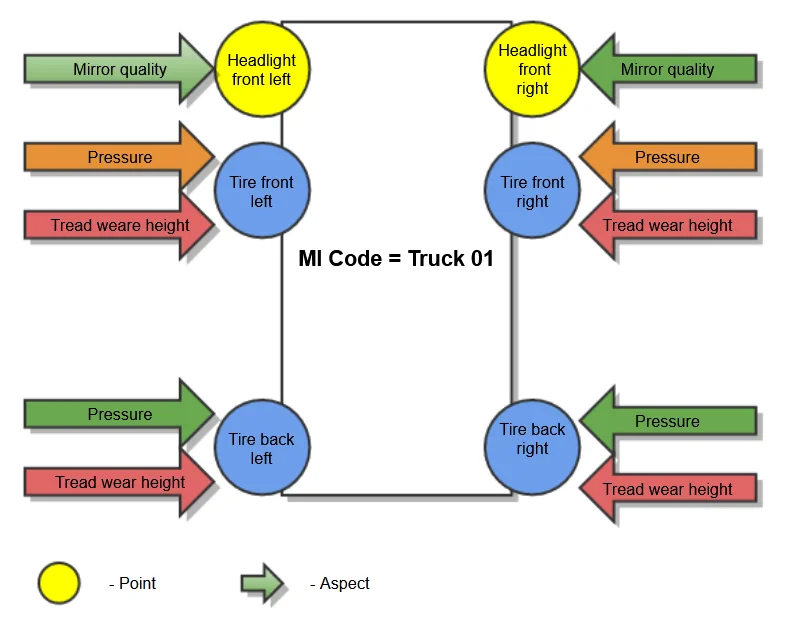 Mirror quality
Headlight
front left
Headlight
front
right
Mirror quality
Pressure
Tire front
left
Tire front
right
Pressure
Tread weare height
Tread wear height
MI Code = Truck 01
Pressure
Tire back
left
Tire back
right
Pressure
Tread wear height
Tread wear height
- Point
- Aspect